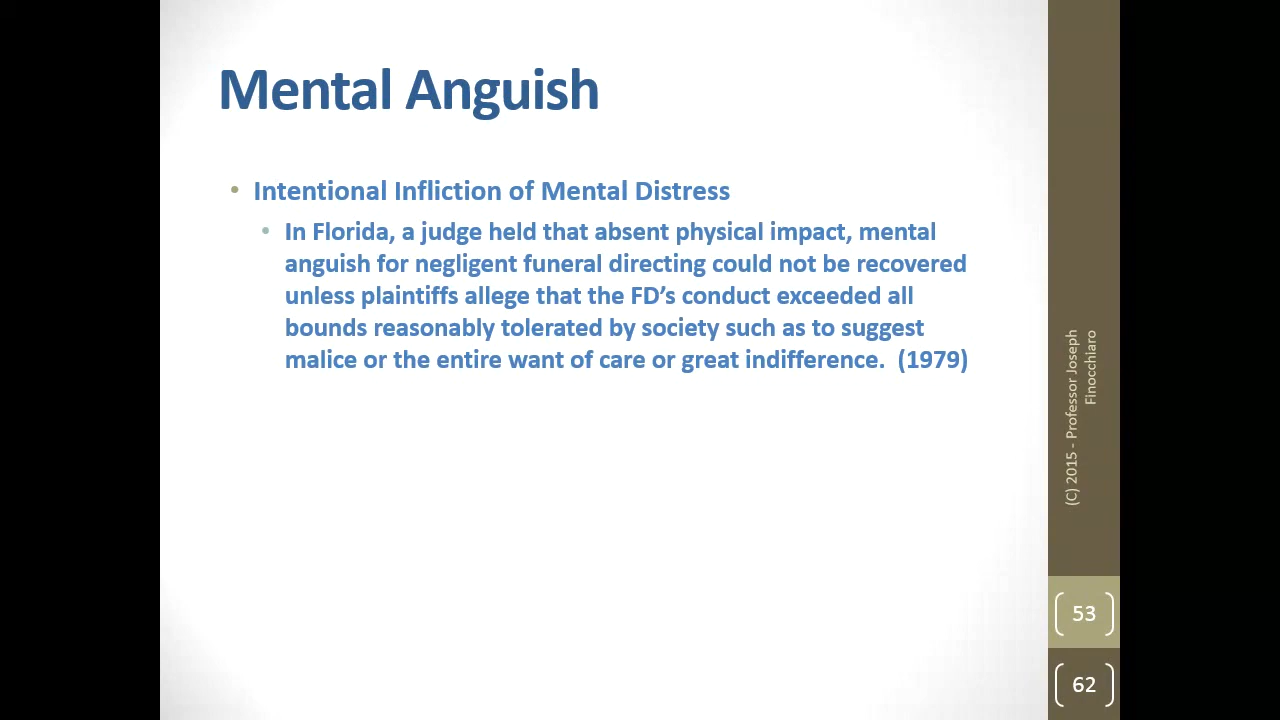 Mental Anguish
• Intentional Infliction of Mental Distress
• In Florida, a judge held that absent physical impact, mental
anguish for negligent funeral directing could not be recovered
unless plaintiffs allege that the FD’s conduct exceeded all
bounds reasonably tolerated by society such as to suggest
malice or the entire want of care or great indifference.  (1979)
(C) 2015 - Professor Joseph
Finocchiaro
53
62